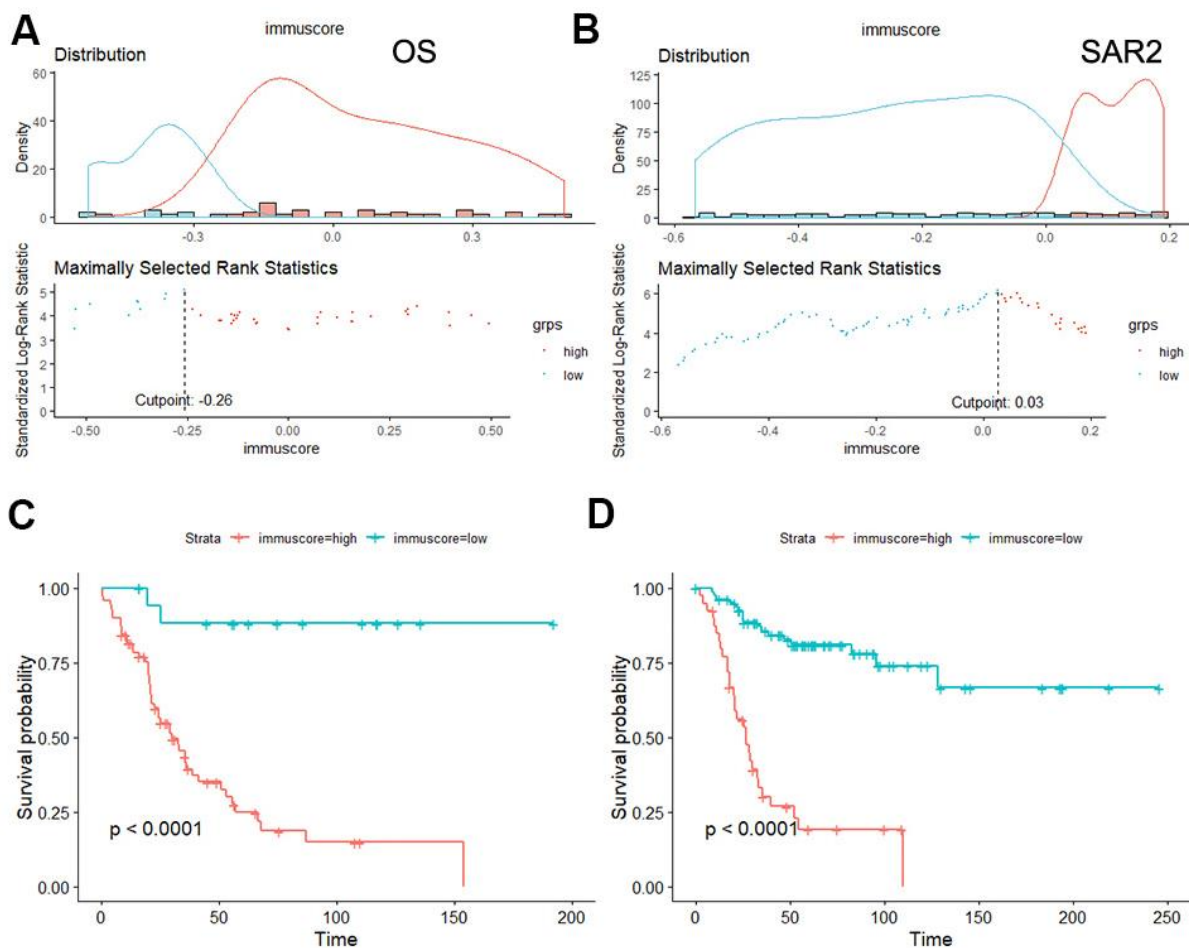 A
immuscore
OS
Distribution
60
40
20
0
Density
-0.3
0.0
0.3
Maximally Selected Rank Statistics
5
4
3
2
1
0
Standardized Log-Rank Statistic
Cutpoint: -0.26
grps
high
low
-0.50
-0.25
0.00
0.25
0.50
immuscore
B
immuscore
SAR2
Distribution
125
100
75
50
25
0
Density
-0.6
-0.4
-0.2
0.0
0.2
Maximally Selected Rank Statistics
6
4
2
0
Standardized Log-Rank Statistic
Cutpoint: 0.03
grps
high
low
-0.6
-0.4
-0.2
0.0
0.2
immuscore
C
Strata immuscore=high immuscore=low
1.00
0.75
0.50
0.25
0.00
Survival probability
p < 0.0001
0
50
100
150
200
Time
D
Strata immuscore=high immuscore=low
1.00
0.75
0.50
0.25
0.00
Survival probability
p < 0.0001
0
50
100
150
200
250
Time